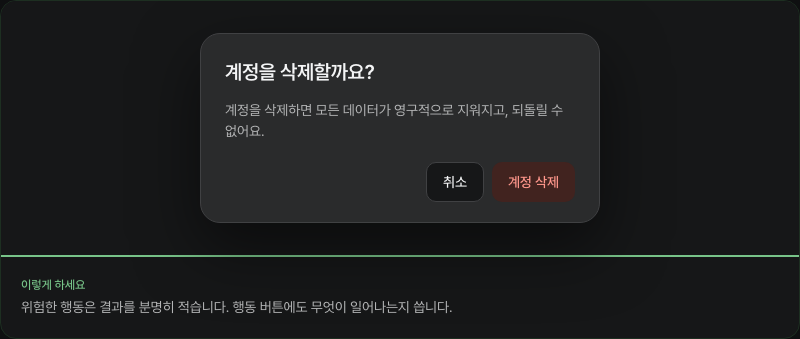 계정을 삭제할까요?
계정을 삭제하면 모든 데이터가 영구적으로 지워지고, 되돌릴 수
없어요.
취소
계정 삭제
이렇게 하세요
위험한 행동은 결과를 분명히 적습니다. 행동 버튼에도 무엇이 일어나는지 씁니다.